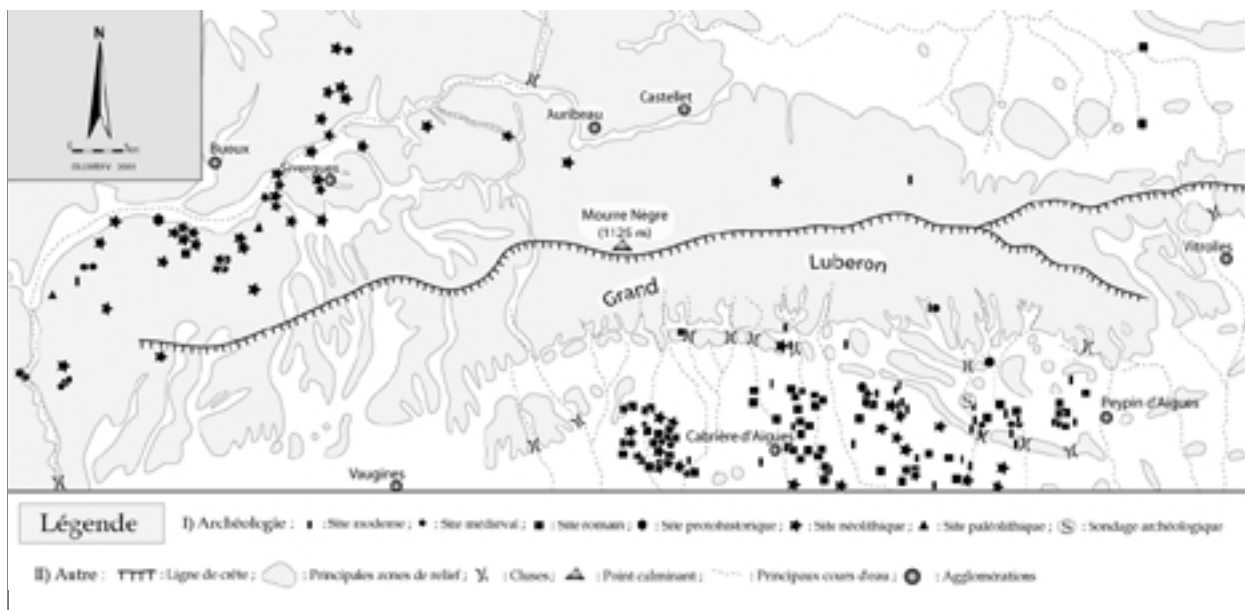 N
Buoux
Auribeau
Castellet
Sivergues
Mourre Nègre
(1125 m)
Grand
Luberon
Vitrolles
Peypin d'Aigues
Cabrière d'Aigues
Vaugines
Légende
I) Archéologie ; : Site moderne ; : Site médiéval ; : Site romain ; : Site protohistorique ; : Site néolithique ; : Site paléolithique ; S : Sondage archéologique
II) Autre : : Ligne de crête ; : Principales zones de relief ; : Cluses ; : Point culminant ; : Principaux cours d'eau ; : Agglomérations